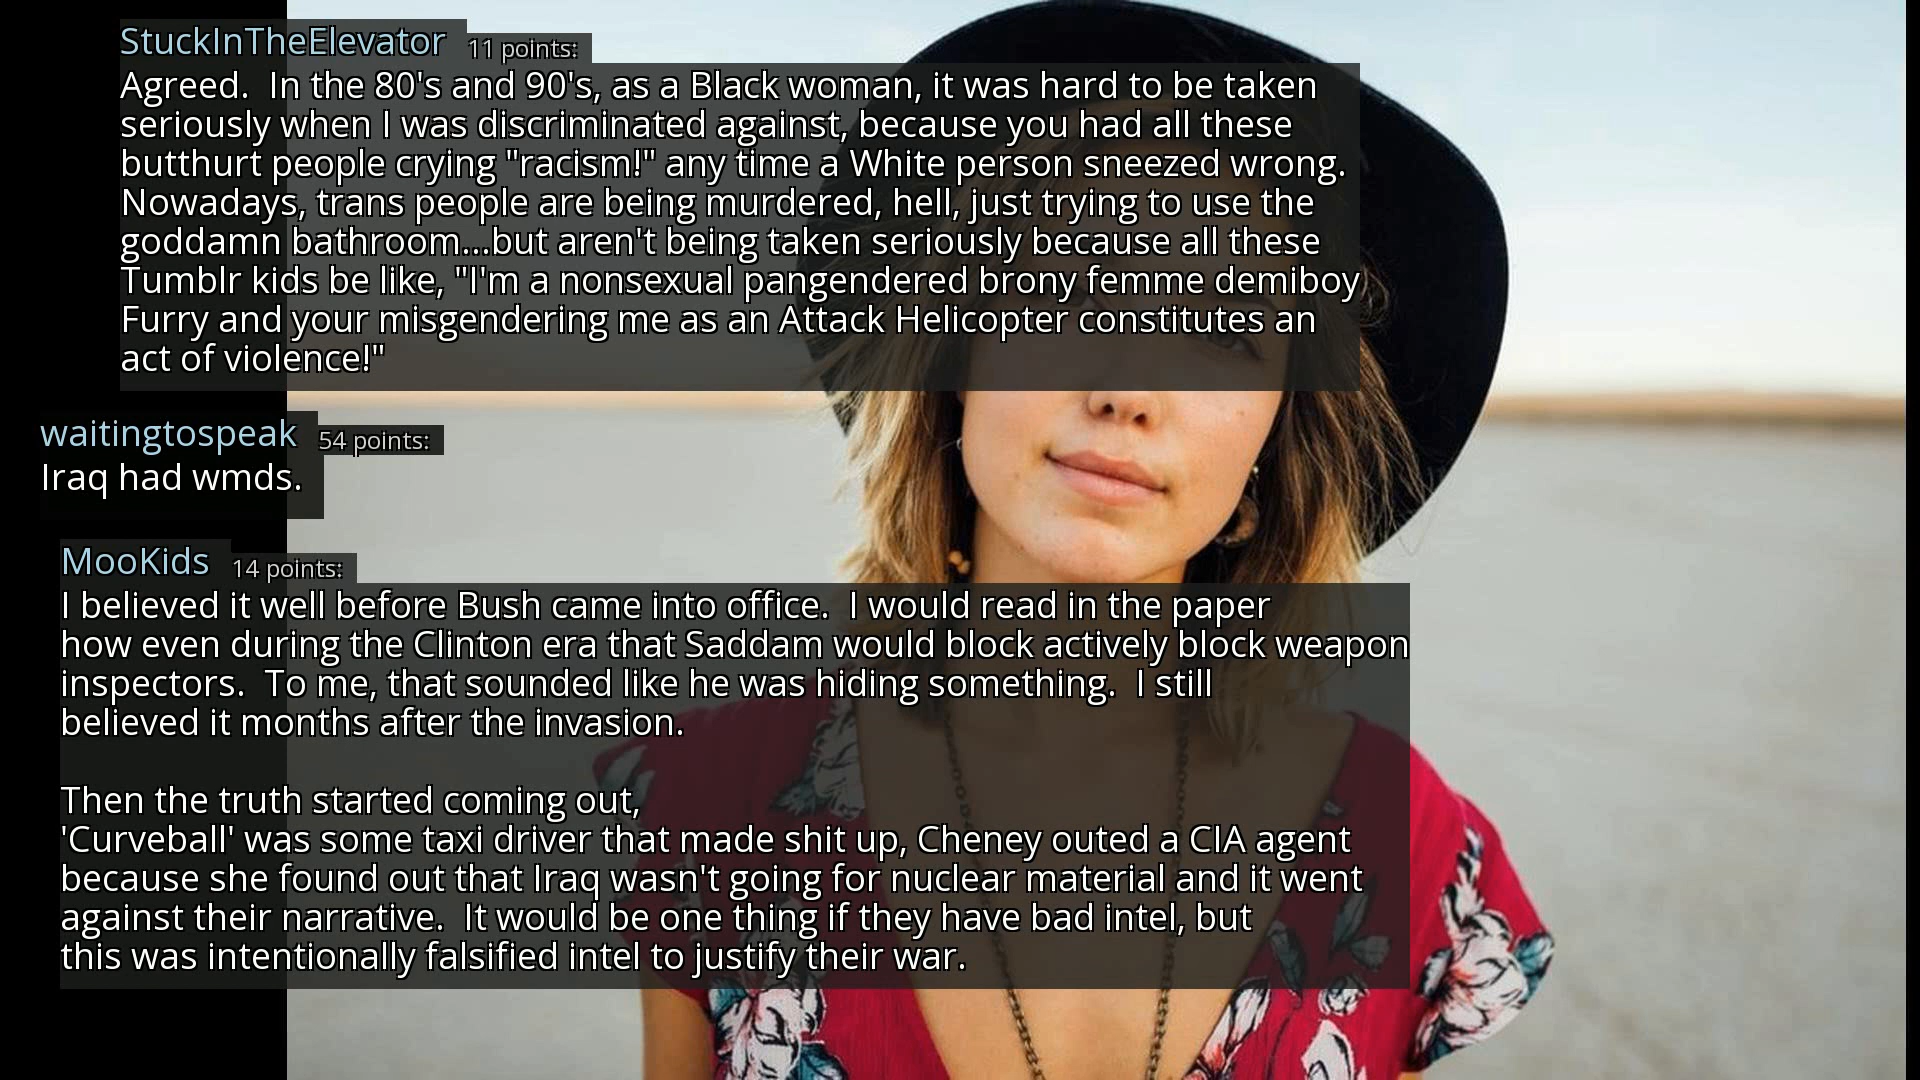 StuckInTheElevator 11 points:
Agreed.  In the 80's and 90's, as a Black woman, it was hard to be taken
seriously when I was discriminated against, because you had all these
butthurt people crying "racism!" any time a White person sneezed wrong.
Nowadays, trans people are being murdered, hell, just trying to use the
goddamn bathroom...but aren't being taken seriously because all these
Tumblr kids be like, "I'm a nonsexual pangendered brony femme demiboy
Furry and your misgendering me as an Attack Helicopter constitutes an
act of violence!"
waitingtospeak 54 points:
Iraq had wmds.
MooKids 14 points:
I believed it well before Bush came into office.  I would read in the paper
how even during the Clinton era that Saddam would block actively block weapon
inspectors.  To me, that sounded like he was hiding something.  I still
believed it months after the invasion.
Then the truth started coming out,
'Curveball' was some taxi driver that made shit up, Cheney outed a CIA agent
because she found out that Iraq wasn't going for nuclear material and it went
against their narrative.  It would be one thing if they have bad intel, but
this was intentionally falsified intel to justify their war.